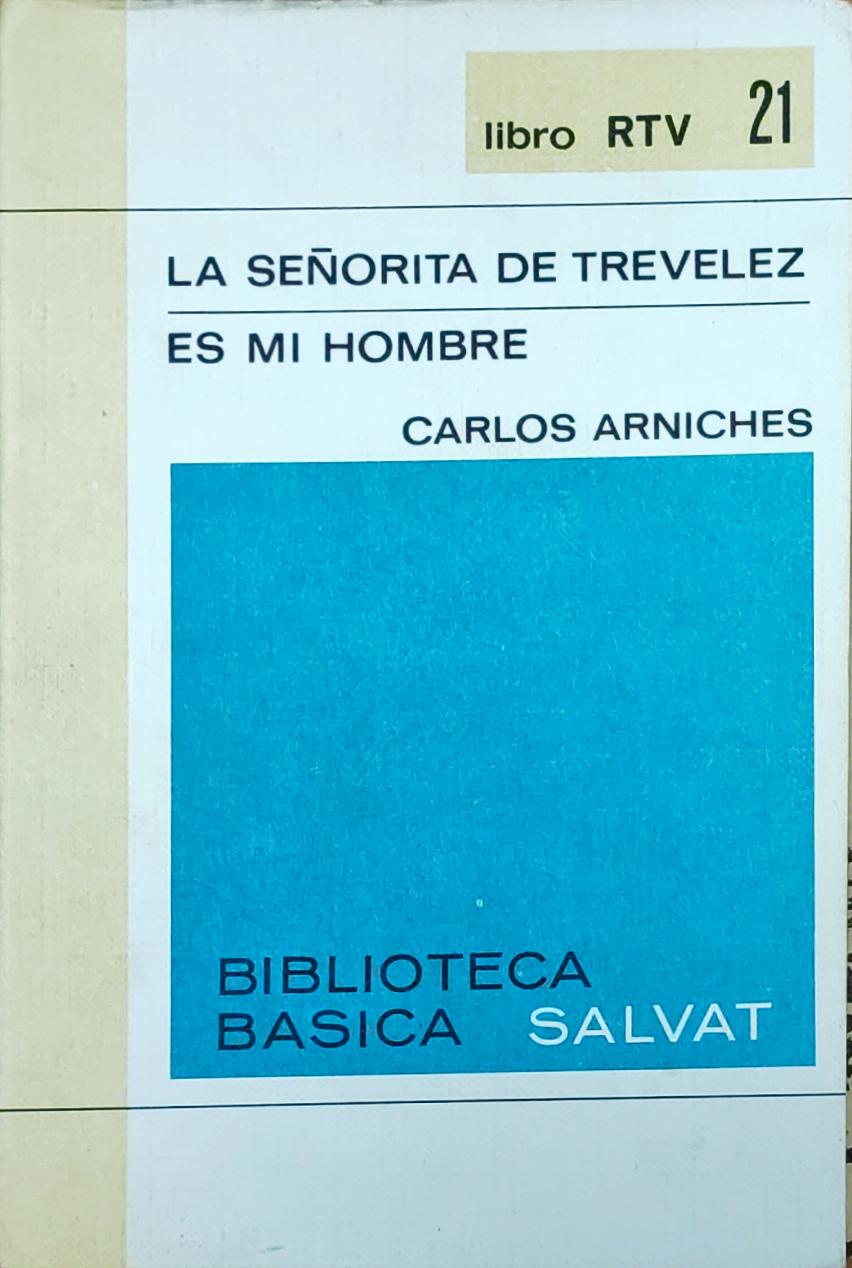 libro RTV 21
LA SEÑORITA DE TREVELEZ
ES MI HOMBRE
CARLOS ARNICHES
BIBLIOTECA
BASICA SALVAT